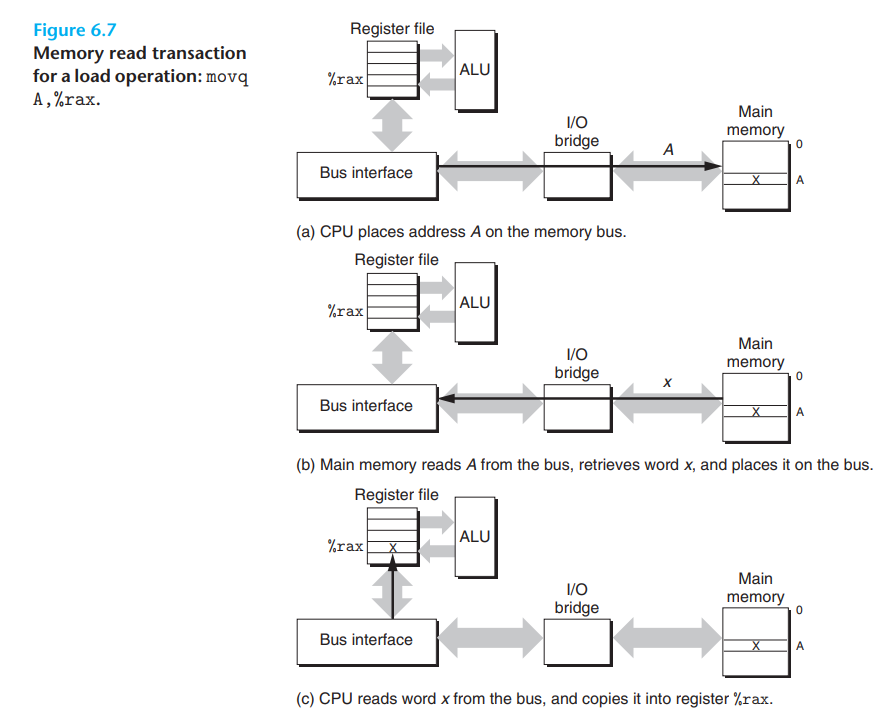 Figure 6.7
Memory read transaction
for a load operation: movq
A,%rax.
Register file
%rax
ALU
I/O
bridge
A
Main
memory
0
Bus interface
X
A
(a) CPU places address A on the memory bus.
Register file
%rax
ALU
I/O
bridge
x
Main
memory
0
Bus interface
X
A
(b) Main memory reads A from the bus, retrieves word x, and places it on the bus.
Register file
%rax
X
ALU
I/O
bridge
Main
memory
0
Bus interface
X
A
(c) CPU reads word x from the bus, and copies it into register %rax.